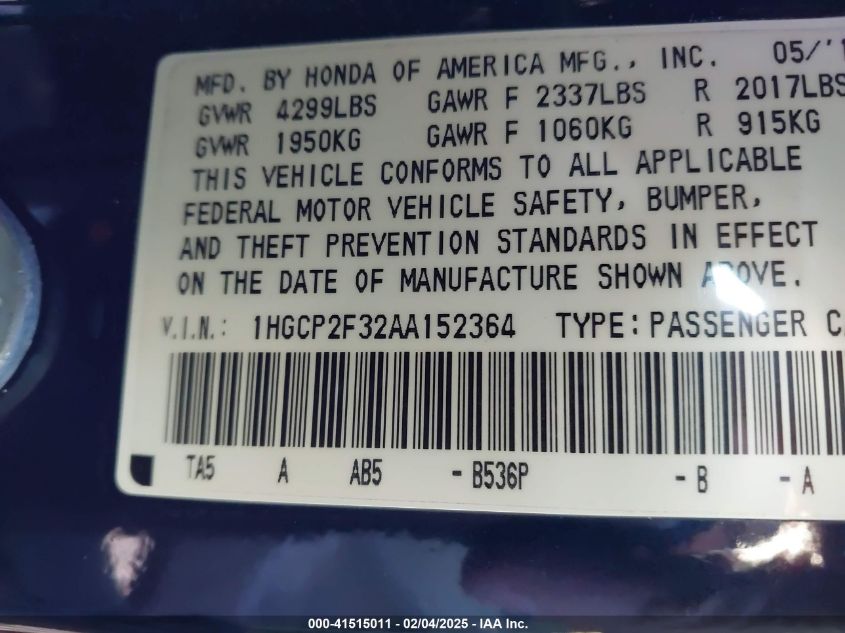 MFD. BY HONDA OF AMERICA MFG., INC. 05/'1
GVWR 4299LBS GAWR F 2337LBS R 2017LBS
GVWR 1950KG GAWR F 1060KG R 915KG
THIS VEHICLE CONFORMS TO ALL APPLICABLE
FEDERAL MOTOR VEHICLE SAFETY, BUMPER,
AND THEFT PREVENTION STANDARDS IN EFFECT
ON THE DATE OF MANUFACTURE SHOWN ABOVE.
V.I.N.: 1HGCP2F32AA152364 TYPE: PASSENGER C
TA5 A AB5 -B536P -B -A
000-41515011 - 02/04/2025 - IAA Inc.